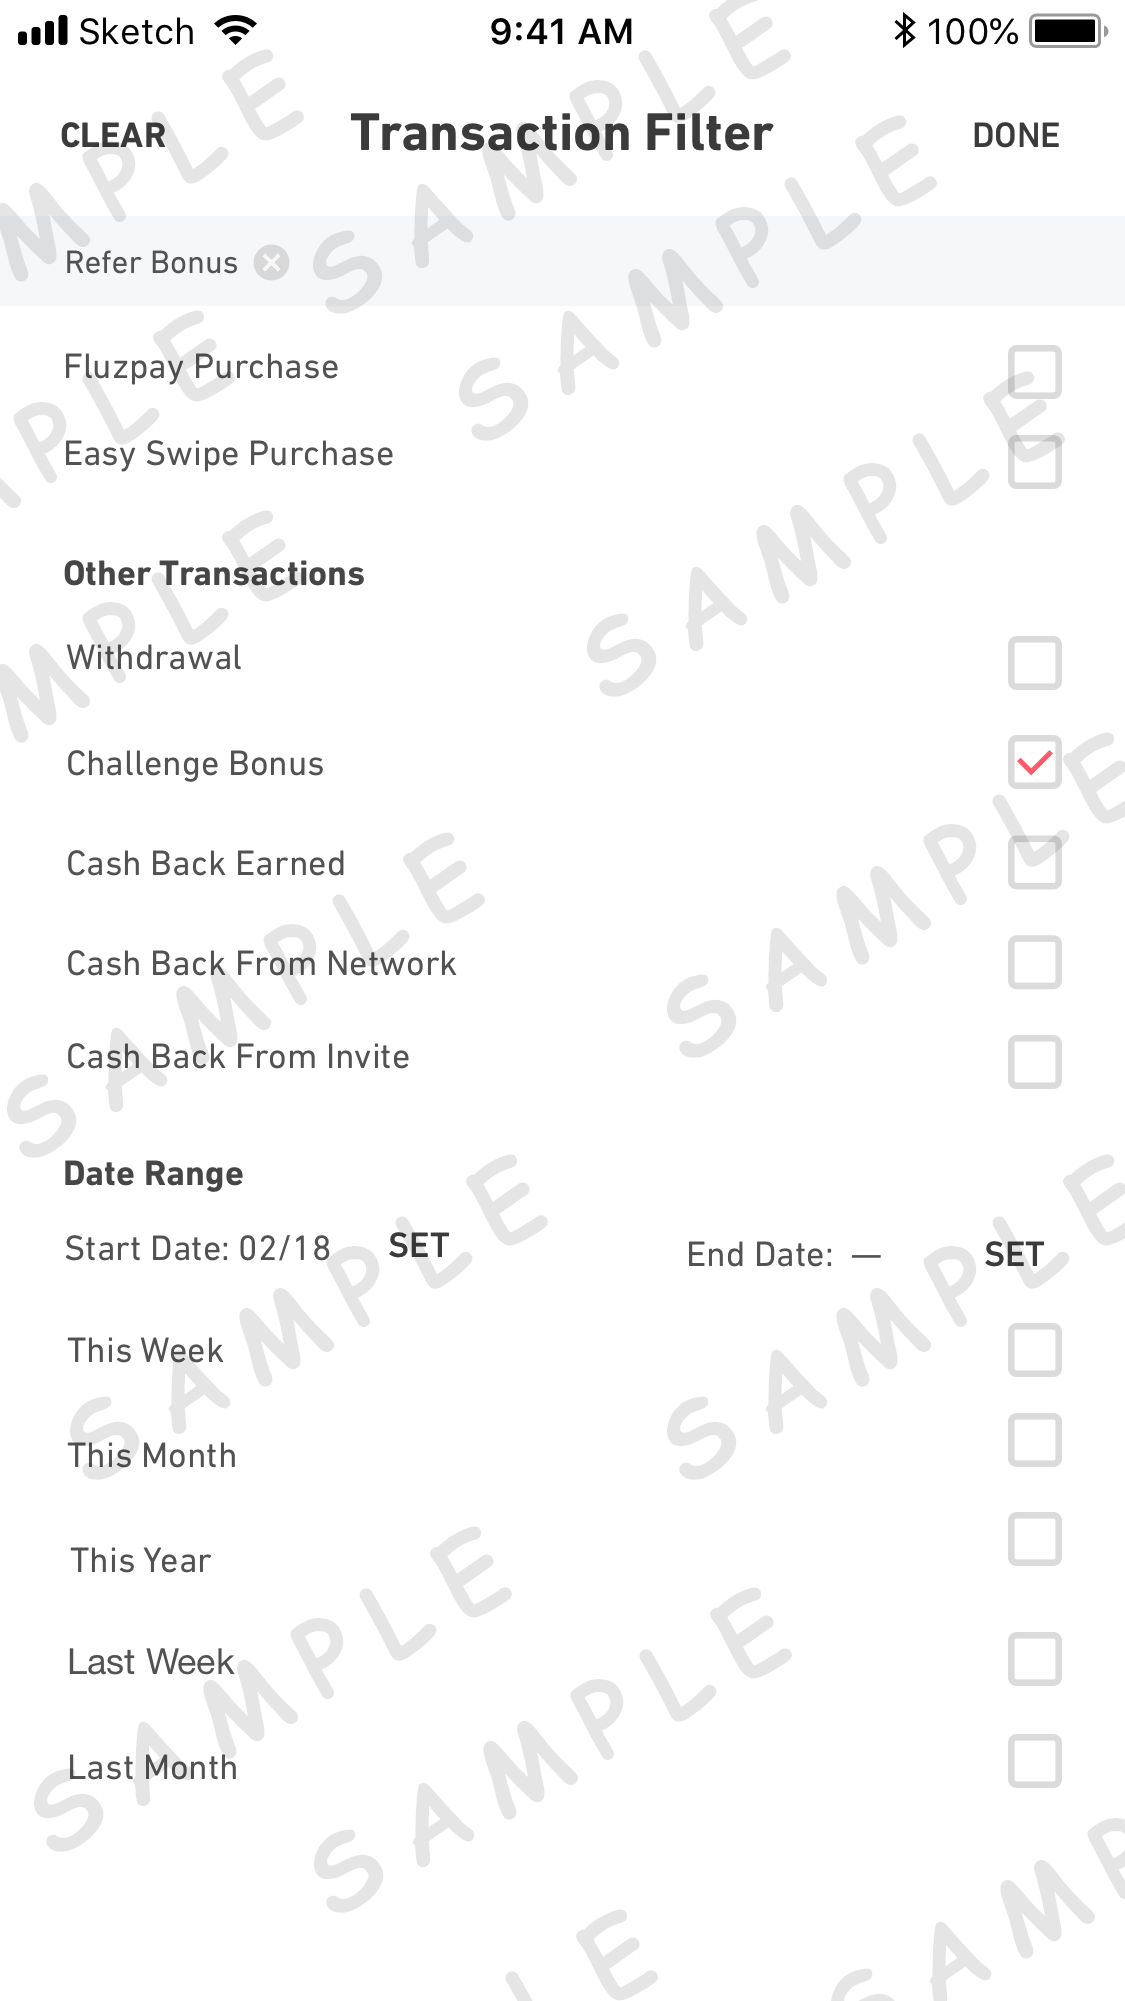 Sketch 9:41 AM 100%
CLEAR Transaction Filter DONE
Refer Bonus
Fluzpay Purchase
Easy Swipe Purchase
Other Transactions
Withdrawal
Challenge Bonus
Cash Back Earned
Cash Back From Network
Cash Back From Invite
Date Range
Start Date: 02/18 SET End Date: — SET
This Week
This Month
This Year
Last Week
Last Month
SAMPLE
SAMPLE
SAMPLE
SAMPLE
SAMPLE
SAMPLE
SAMPLE
SAMPLE
SAMPLE